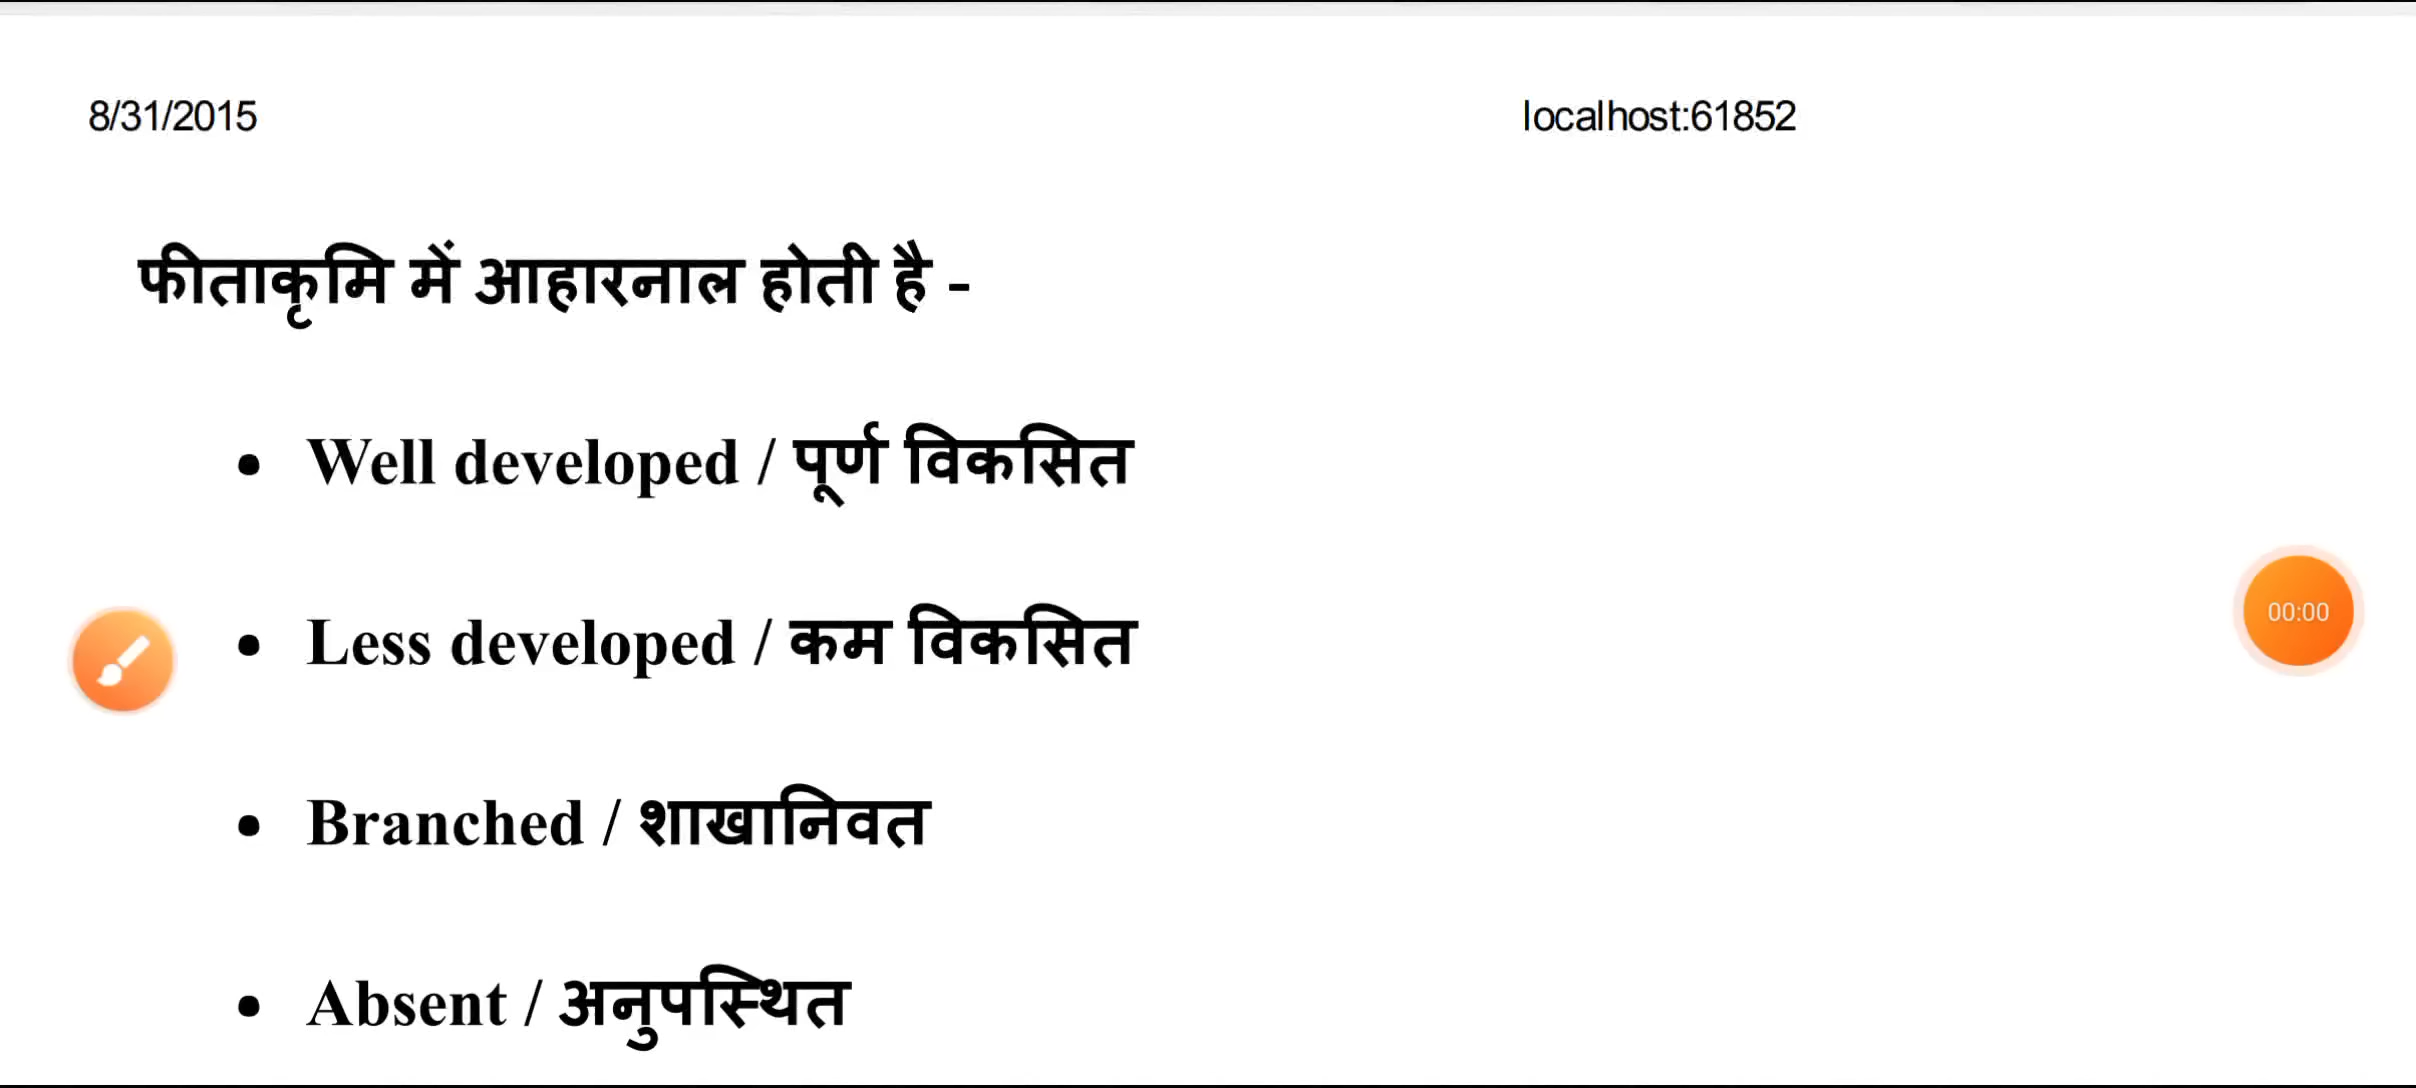 8/31/2015 localhost:61852
फीताकृमि में आहारनाल होती है -
• Well developed / पूर्ण विकसित
• Less developed / कम विकसित
00:00
• Branched / शाखानिवत
• Absent / अनुपस्थित